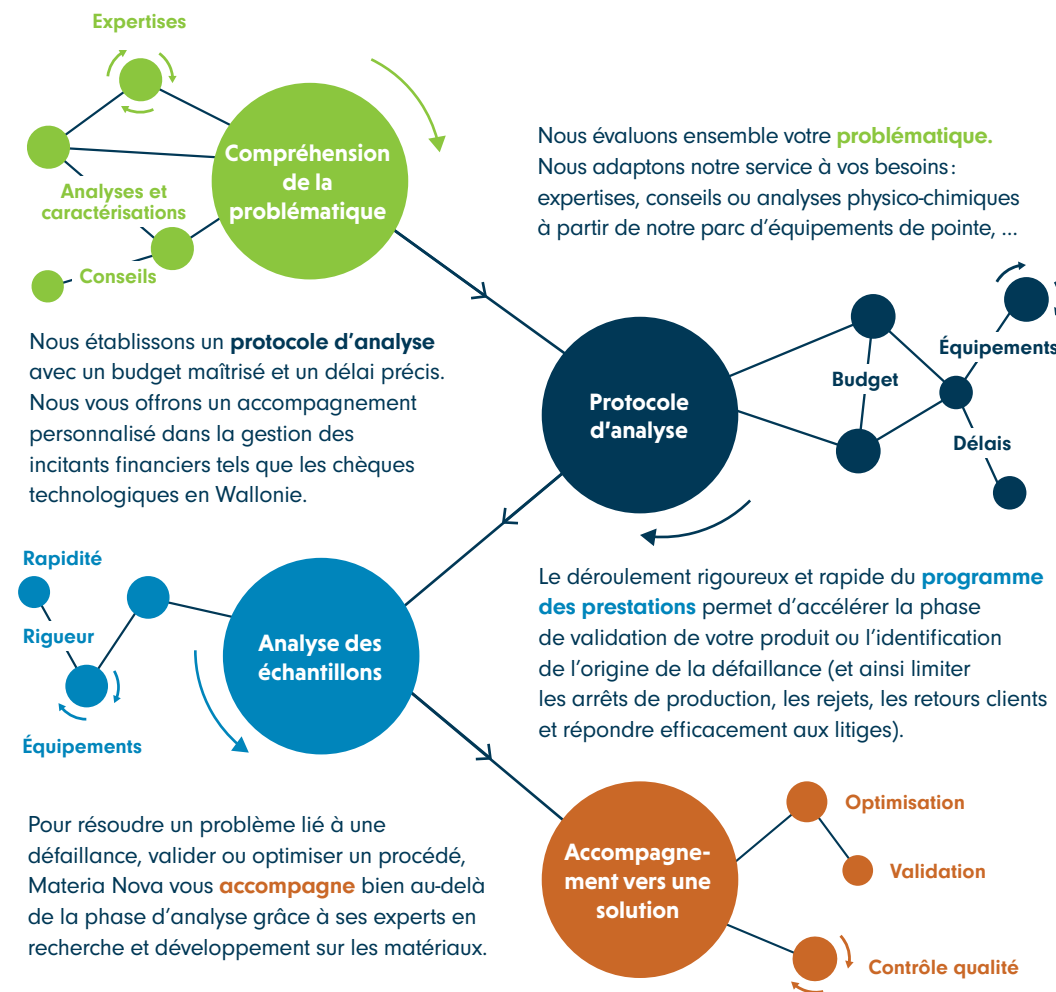 Expertises
Compréhension
de la
problématique
Analyses et
caractérisations
Conseils
Nous évaluons ensemble votre problématique.
Nous adaptons notre service à vos besoins :
expertises, conseils ou analyses physico-chimiques
à partir de notre parc d’équipements de pointe, ...
Nous établissons un protocole d’analyse
avec un budget maîtrisé et un délai précis.
Nous vous offrons un accompagnement
personnalisé dans la gestion des
incitants financiers tels que les chèques
technologiques en Wallonie.
Protocole
d’analyse
Équipements
Budget
Délais
Rapidité
Rigueur
Équipements
Analyse des
échantillons
Le déroulement rigoureux et rapide du programme
des prestations permet d’accélérer la phase
de validation de votre produit ou l’identification
de l’origine de la défaillance (et ainsi limiter
les arrêts de production, les rejets, les retours clients
et répondre efficacement aux litiges).
Pour résoudre un problème lié à une
défaillance, valider ou optimiser un procédé,
Materia Nova vous accompagne bien au-delà
de la phase d’analyse grâce à ses experts en
recherche et développement sur les matériaux.
Accompagne-
ment vers une
solution
Optimisation
Validation
Contrôle qualité